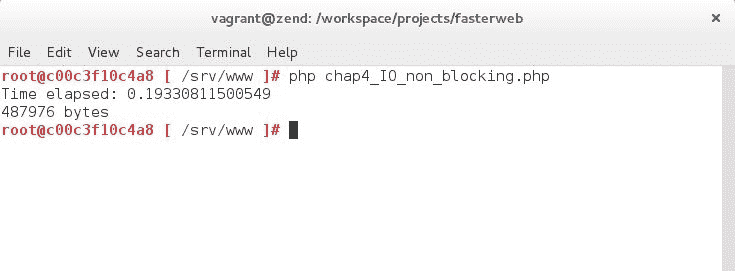 vagrant@zend: /workspace/projects/fasterweb ×
File Edit View Search Terminal Help
root@c00c3f10c4a8 [ /srv/www ]# php chap4_IO_non_blocking.php
Time elapsed: 0.19330811500549
487976 bytes
root@c00c3f10c4a8 [ /srv/www ]#